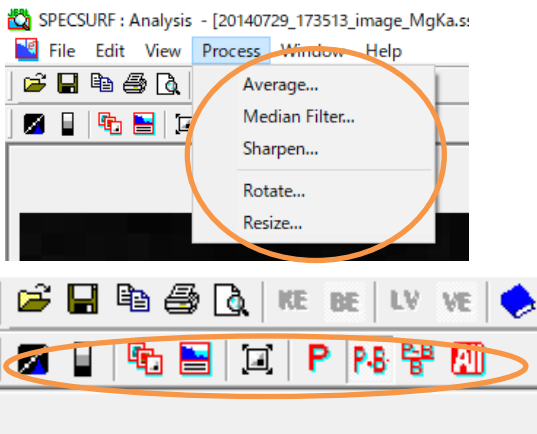 SPECSURF : Analysis - [20140729_173513_image_MgKa.ss
File Edit View Process Window Help
Average...
Median Filter...
Sharpen...
Rotate...
Resize...
KE BE LV VE
P P-B P-B/B All